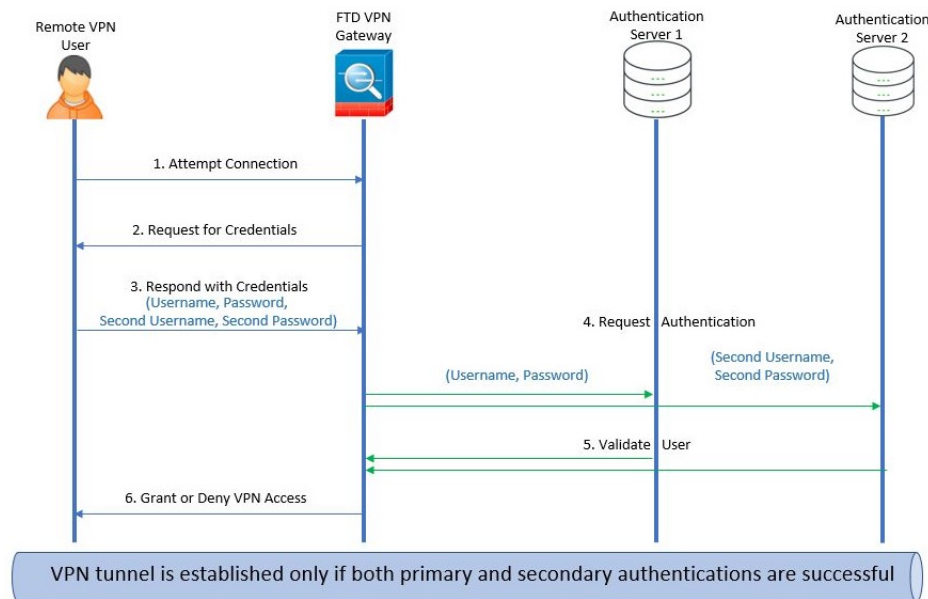 Remote VPN
User
FTD VPN
Gateway
Authentication
Server 1
Authentication
Server 2
1. Attempt Connection
2. Request for Credentials
3. Respond with Credentials
(Username, Password,
Second Username, Second Password)
4. Request Authentication
(Username, Password)
(Second Username,
Second Password)
5. Validate User
6. Grant or Deny VPN Access
VPN tunnel is established only if both primary and secondary authentications are successful